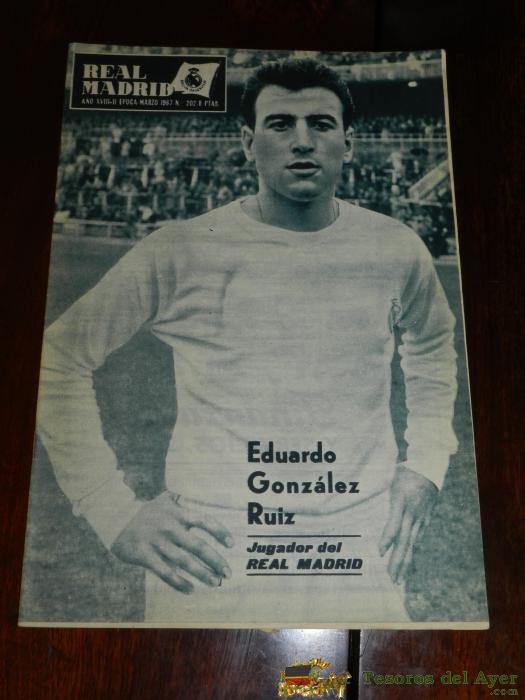 REAL
MADRID
AÑO XVIII-II EPOCA-MARZO 1967 N.º 202-8 PTAS.
Eduardo
González
Ruiz
Jugador del
REAL MADRID
Tesoros del Ayer
.com